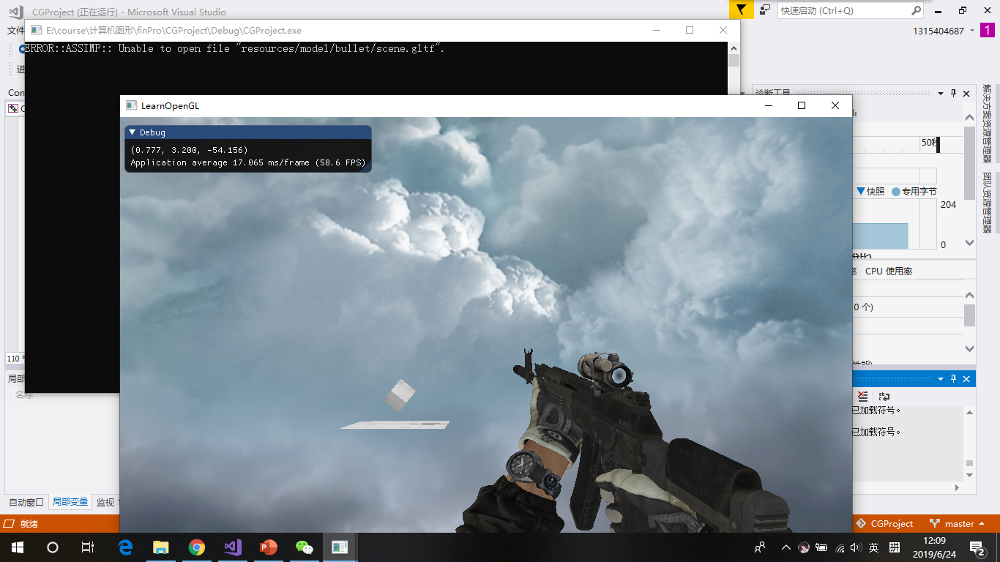 CGProject (正在运行) - Microsoft Visual Studio
快速启动 (Ctrl+Q)
文件
E:\course\计算机图形\finPro\CGProject\Debug\CGProject.exe
1315404687
1
ERROR::ASSIMP:: Unable to open file "resources/model/bullet/scene.gltf".
进
Con
诊断工具
LearnOpenGL
Debug
(0.777, 3.200, -54.156)
Application average 17.065 ms/frame (58.6 FPS)
50秒
解决方案资源管理器
团队资源管理器
快照
专用字节
204
0
率
CPU 使用率
0 个)
110 %
局部
名称
已加载符号。
已加载符号。
自动窗口
局部变量
监视 1
就绪
CGProject
master
英
拼
12:09
2019/6/24
2